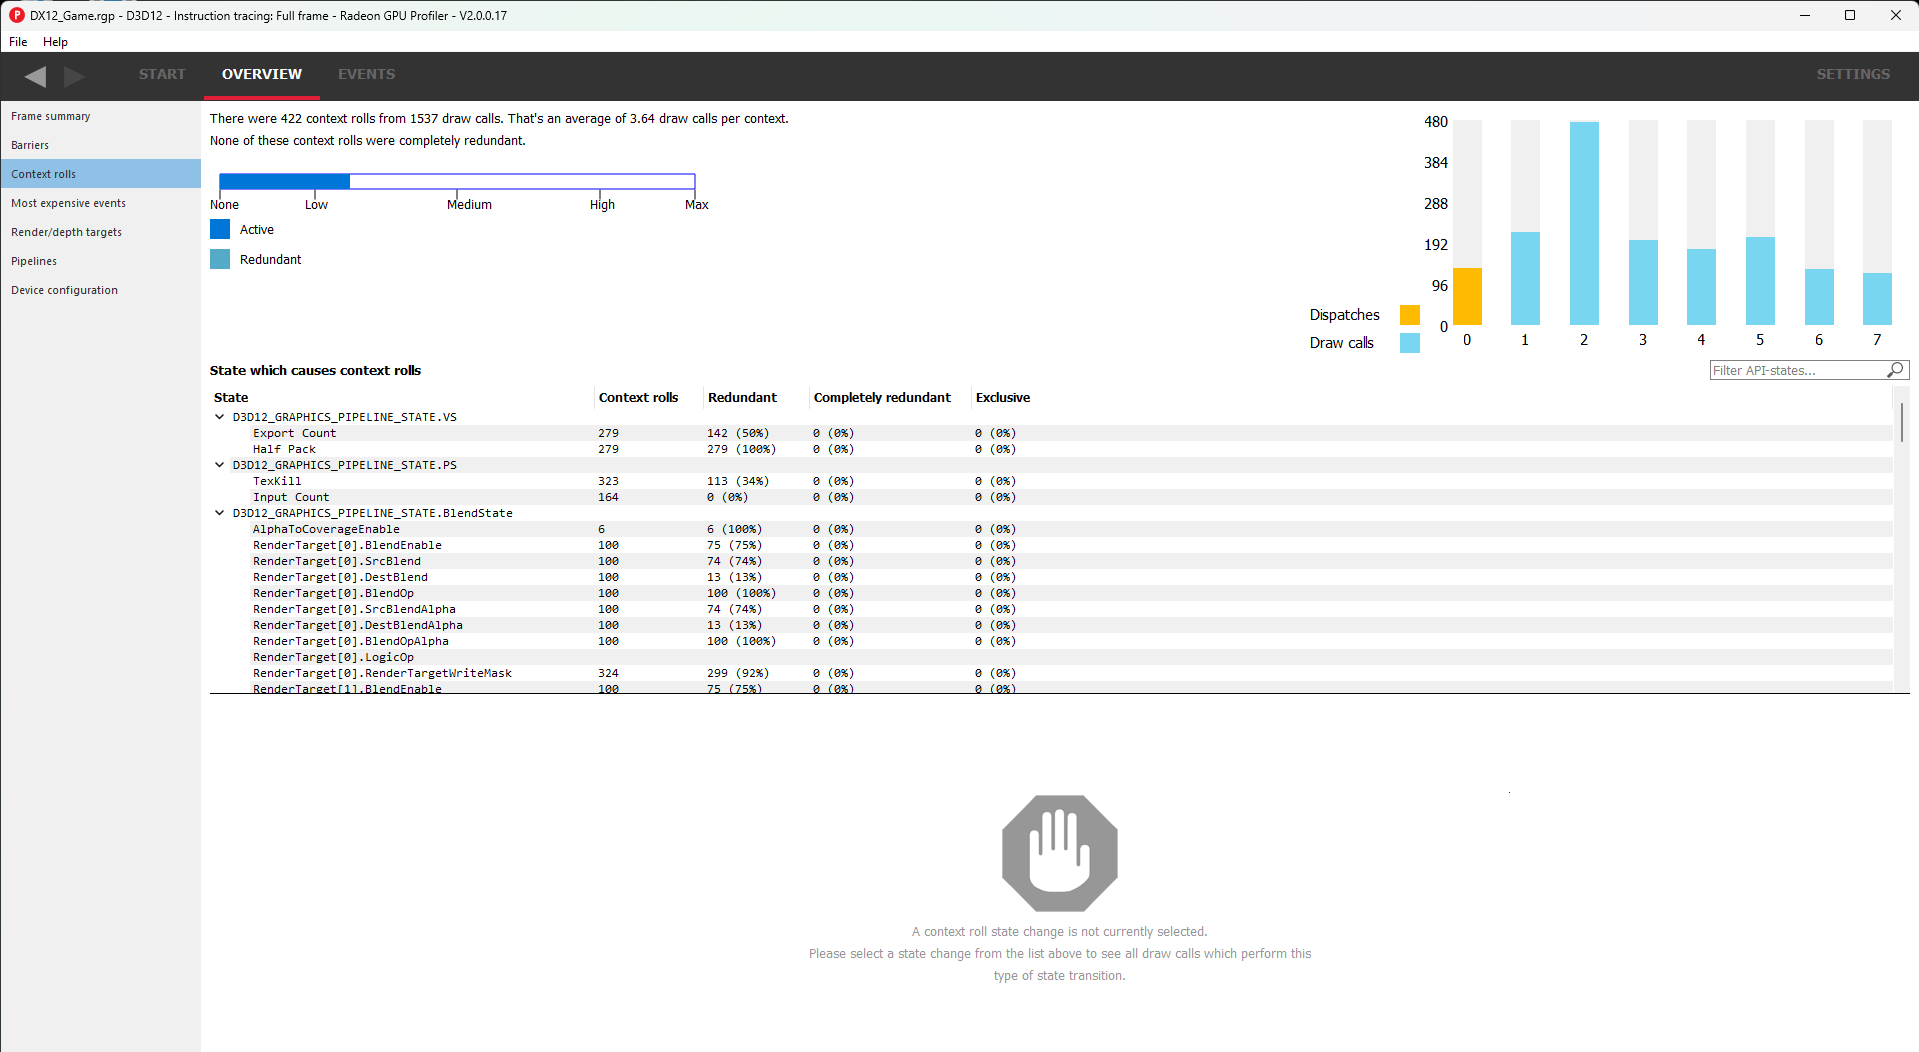 DX12_Game.rgp - D3D12 - Instruction tracing: Full frame - Radeon GPU Profiler - V2.0.0.17
File Help
START OVERVIEW EVENTS SETTINGS
Frame summary
Barriers
Context rolls
Most expensive events
Render/depth targets
Pipelines
Device configuration
There were 422 context rolls from 1537 draw calls. That's an average of 3.64 draw calls per context.
None of these context rolls were completely redundant.
None Low Medium High Max
Active
Redundant
480
384
288
192
96
0
Dispatches
Draw calls
0 1 2 3 4 5 6 7
State which causes context rolls
Filter API-states...
State Context rolls Redundant Completely redundant Exclusive
D3D12_GRAPHICS_PIPELINE_STATE.VS
Export Count 279 142 (50%) 0 (0%) 0 (0%)
Half Pack 279 279 (100%) 0 (0%) 0 (0%)
D3D12_GRAPHICS_PIPELINE_STATE.PS
TexKill 323 113 (34%) 0 (0%) 0 (0%)
Input Count 164 0 (0%) 0 (0%) 0 (0%)
D3D12_GRAPHICS_PIPELINE_STATE.BlendState
AlphaToCoverageEnable 6 6 (100%) 0 (0%) 0 (0%)
RenderTarget[0].BlendEnable 100 75 (75%) 0 (0%) 0 (0%)
RenderTarget[0].SrcBlend 100 74 (74%) 0 (0%) 0 (0%)
RenderTarget[0].DestBlend 100 13 (13%) 0 (0%) 0 (0%)
RenderTarget[0].BlendOp 100 100 (100%) 0 (0%) 0 (0%)
RenderTarget[0].SrcBlendAlpha 100 74 (74%) 0 (0%) 0 (0%)
RenderTarget[0].DestBlendAlpha 100 13 (13%) 0 (0%) 0 (0%)
RenderTarget[0].BlendOpAlpha 100 100 (100%) 0 (0%) 0 (0%)
RenderTarget[0].LogicOp
RenderTarget[0].RenderTargetWriteMask 324 299 (92%) 0 (0%) 0 (0%)
RenderTarget[1].BlendEnable 100 75 (75%) 0 (0%) 0 (0%)
A context roll state change is not currently selected.
Please select a state change from the list above to see all draw calls which perform this
type of state transition.